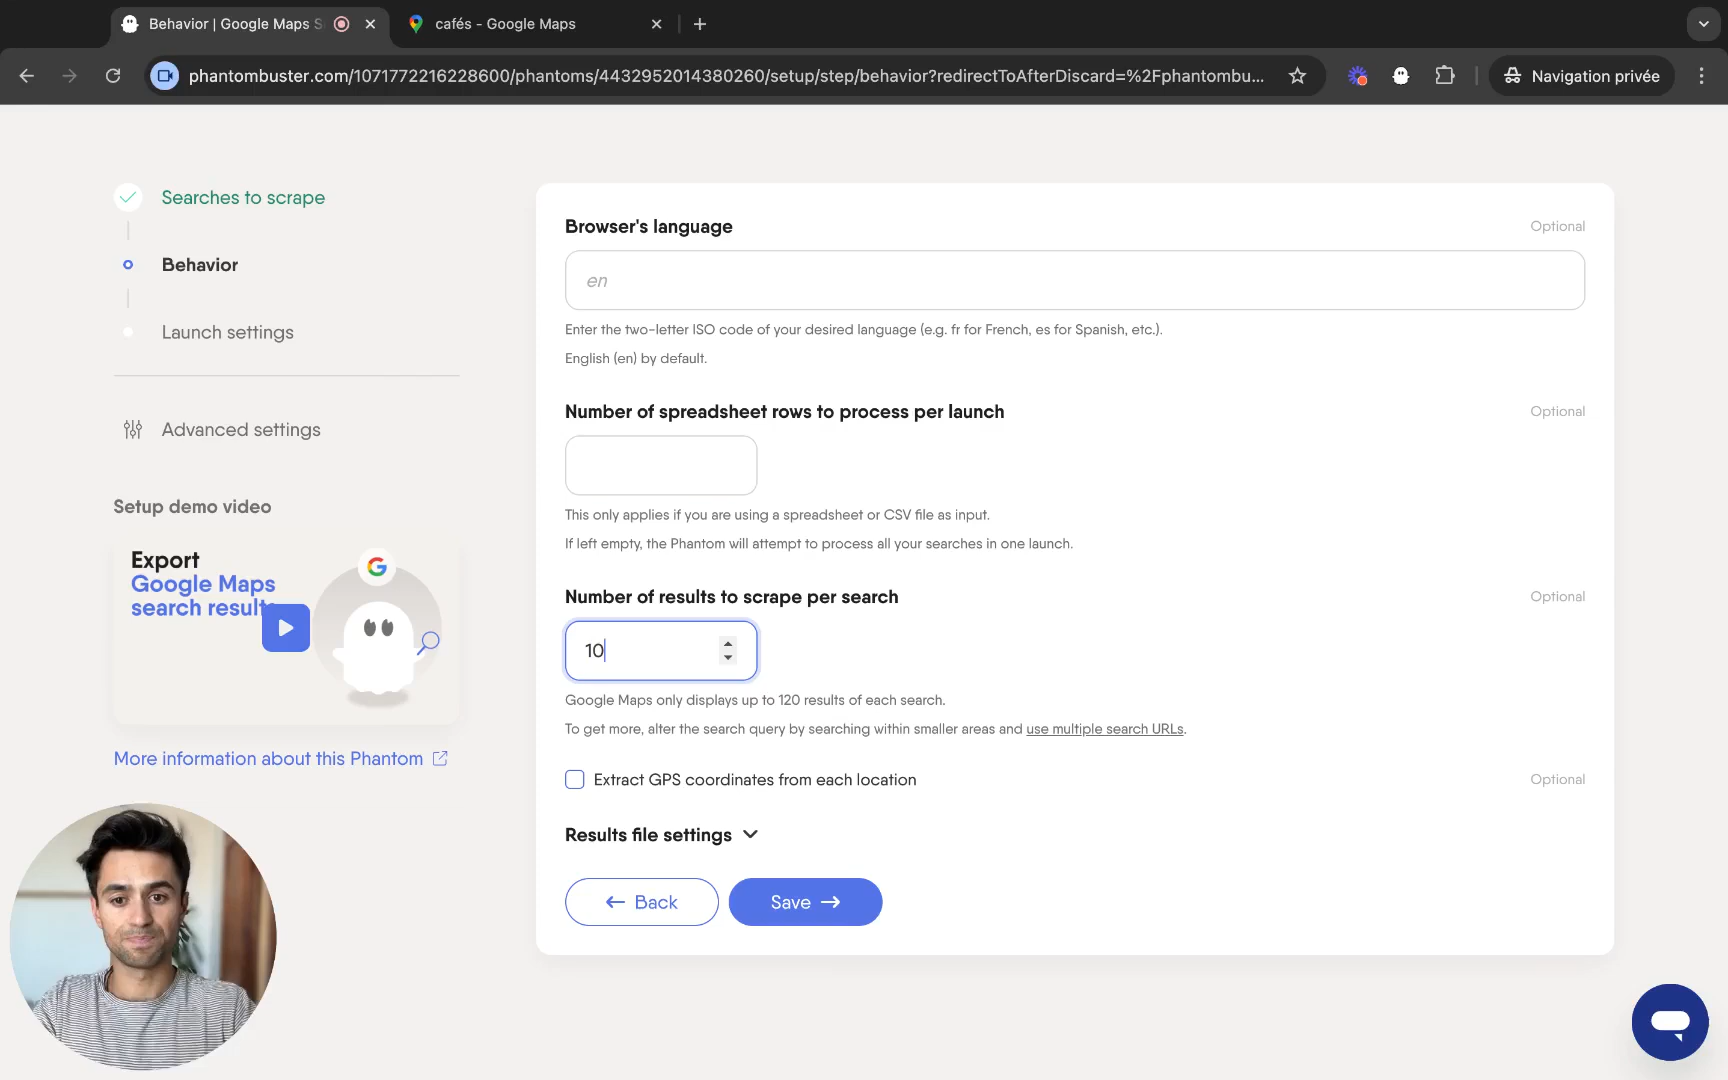 Behavior | Google Maps S
cafés - Google Maps
phantombuster.com/1071772216228600/phantoms/4432952014380260/setup/step/behavior?redirectToAfterDiscard=%2Fphantombu...
Navigation privée
Searches to scrape
Behavior
Launch settings
Advanced settings
Setup demo video
Export
Google Maps
search results
More information about this Phantom
Browser's language
Optional
en
Enter the two-letter ISO code of your desired language (e.g. fr for French, es for Spanish, etc.).
English (en) by default.
Number of spreadsheet rows to process per launch
Optional
This only applies if you are using a spreadsheet or CSV file as input.
If left empty, the Phantom will attempt to process all your searches in one launch.
Number of results to scrape per search
Optional
10
Google Maps only displays up to 120 results of each search.
To get more, alter the search query by searching within smaller areas and use multiple search URLs.
Extract GPS coordinates from each location
Optional
Results file settings
← Back
Save →